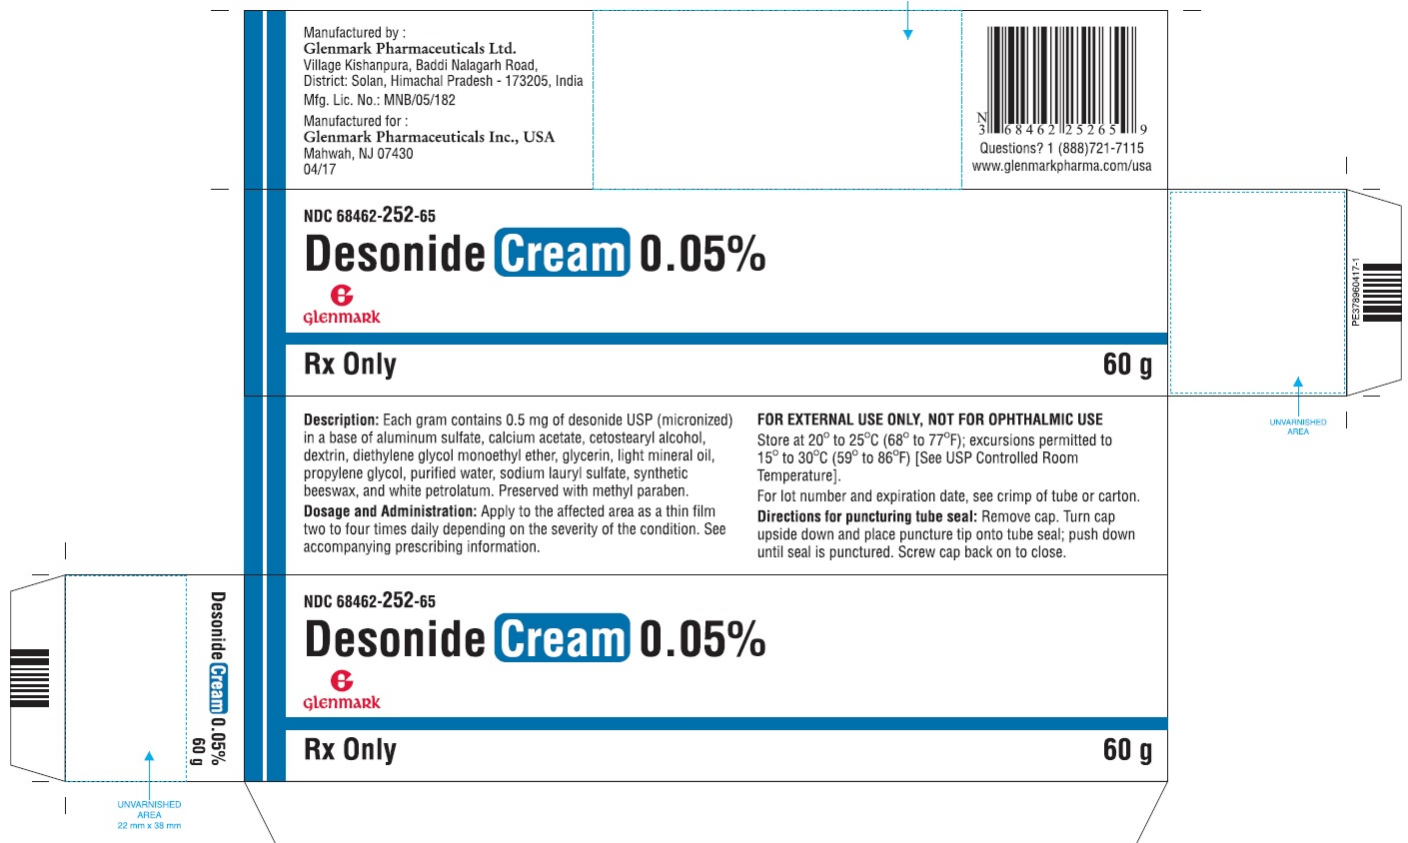 Manufactured by :
Glenmark Pharmaceuticals Ltd.
Village Kishanpura, Baddi Nalagarh Road,
District: Solan, Himachal Pradesh - 173205, India
Mfg. Lic. No.: MNB/05/182
Manufactured for :
Glenmark Pharmaceuticals Inc., USA
Mahwah, NJ 07430
04/17
N
3 68462 25265 9
Questions? 1 (888)721-7115
www.glenmarkpharma.com/usa
NDC 68462-252-65
Desonide Cream 0.05%
Glenmark
Rx Only
60 g
PE378960417-1
UNVARNISHED
AREA
Description: Each gram contains 0.5 mg of desonide USP (micronized)
in a base of aluminum sulfate, calcium acetate, cetostearyl alcohol,
dextrin, diethylene glycol monoethyl ether, glycerin, light mineral oil,
propylene glycol, purified water, sodium lauryl sulfate, synthetic
beeswax, and white petrolatum. Preserved with methyl paraben.
Dosage and Administration: Apply to the affected area as a thin film
two to four times daily depending on the severity of the condition. See
accompanying prescribing information.
FOR EXTERNAL USE ONLY, NOT FOR OPHTHALMIC USE
Store at 20° to 25°C (68° to 77°F); excursions permitted to
15° to 30°C (59° to 86°F) [See USP Controlled Room
Temperature].
For lot number and expiration date, see crimp of tube or carton.
Directions for puncturing tube seal: Remove cap. Turn cap
upside down and place puncture tip onto tube seal; push down
until seal is punctured. Screw cap back on to close.
NDC 68462-252-65
Desonide Cream 0.05%
Glenmark
Rx Only
60 g
Desonide Cream 0.05%
60 g
UNVARNISHED
AREA
22 mm x 38 mm